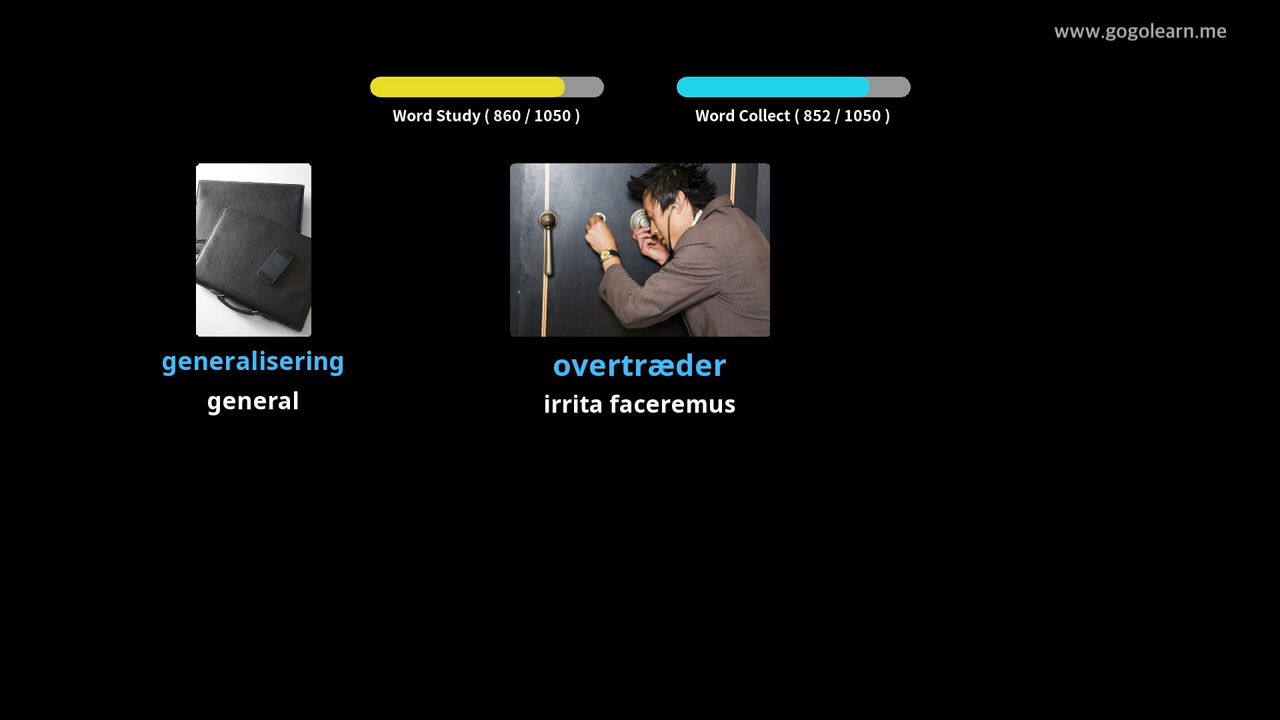 www.gogolearn.me
Word Study ( 860 / 1050 )
Word Collect ( 852 / 1050 )
generalisering
general
overtræder
irrita faceremus